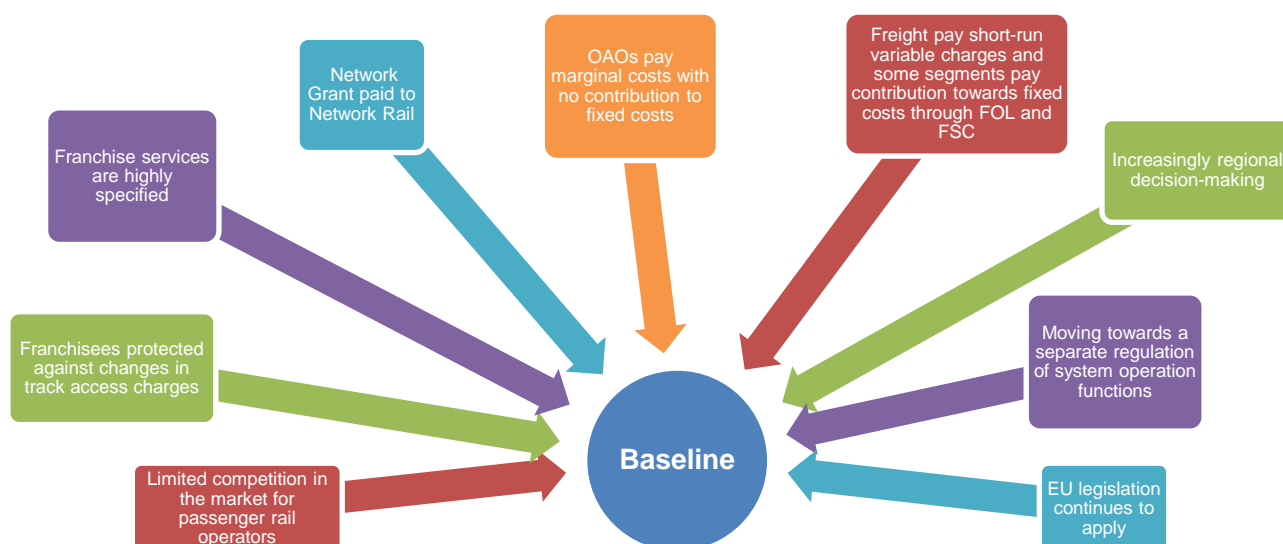 Network
Grant paid to
Network Rail
OAOs pay
marginal costs with
no contribution to
fixed costs
Freight pay short-run
variable charges and
some segments pay
contribution towards fixed
costs through FOL and
FSC
Franchise services
are highly
specified
Increasingly regional
decision-making
Franchisees protected
against changes in
track access charges
Moving towards a
separate regulation
of system operation
functions
Baseline
Limited competition in
the market for
passenger rail
operators
EU legislation
continues to
apply